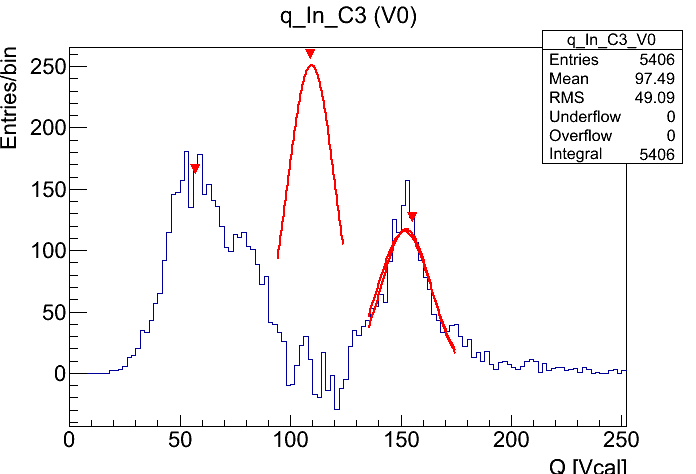 q_In_C3 (V0)
q_In_C3_V0
Entries 5406
Mean 97.49
RMS 49.09
Underflow 0
Overflow 0
Integral 5406
Entries/bin
250
200
150
100
50
0
0 50 100 150 200 250
Q [Vcal]